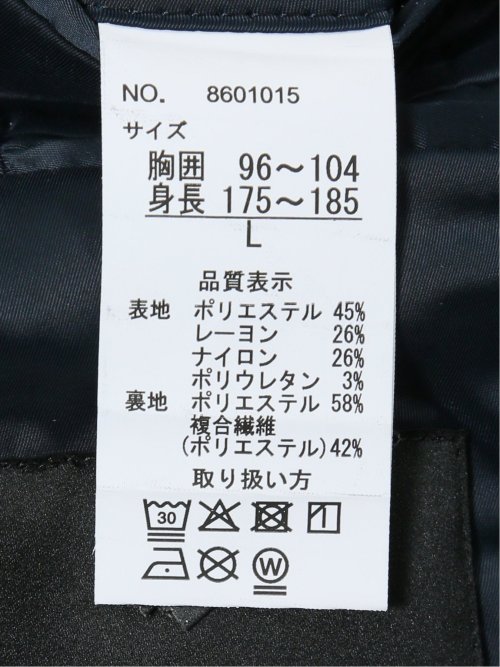 NO. 8601015
サイズ
胸囲 96～104
身長 175～185
L
品質表示
表地 ポリエステル 45%
レーヨン 26%
ナイロン 26%
ポリウレタン 3%
裏地 ポリエステル 58%
複合繊維
(ポリエステル) 42%
取り扱い方
30
W